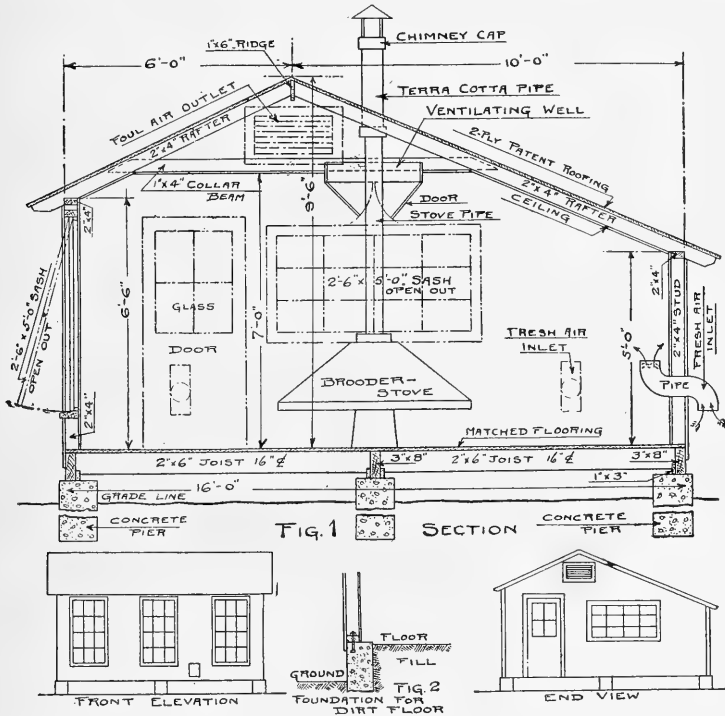 CHIMNEY CAP
1"X6" RIDGE
6'-0"
10'-0"
TERRA COTTA PIPE
FOUL AIR OUTLET
VENTILATING WELL
2"X4" RAFTER
2-PLY PATENT ROOFING
1"X4" COLLAR
BEAM
9'-6"
DOOR
STOVE PIPE
2"X4" RAFTER
CEILING
2"X4"
2'-6" X 5'-0" SASH
OPEN OUT
6'-6"
GLASS
DOOR
7'-0"
2'-6" X 5'-0" SASH
OPEN OUT
5'-0"
2"X4"
2"X4" STUD
FRESH AIR
INLET
FRESH AIR
INLET
PIPE
BROODER-
STOVE
2"X4"
MATCHED FLOORING
2"X6" JOIST 16" ¢
3"X8"
2"X6" JOIST 16" ¢
3"X8"
1"X3"
16'-0"
GRADE LINE
CONCRETE
PIER
FIG. 1 SECTION
CONCRETE
PIER
FLOOR
FILL
GROUND
FIG. 2
FOUNDATION FOR
DIRT FLOOR
FRONT ELEVATION
END VIEW